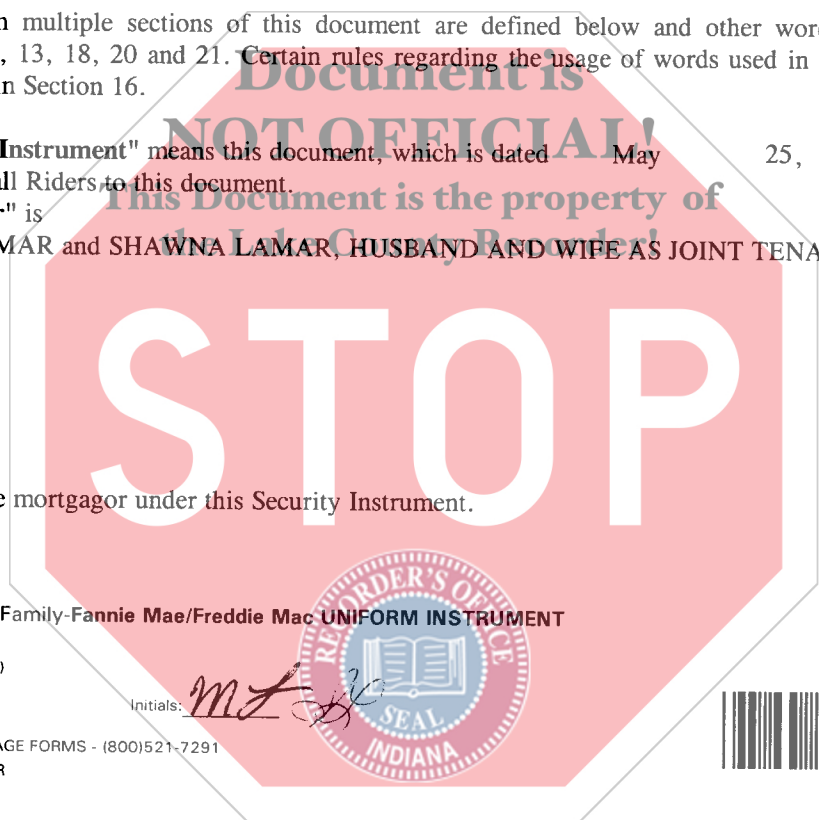 multiple sections of this document are defined below and other
, 13, 18, 20 and 21. Certain rules regarding the usage of words used in
in Section 16.
Document is
NOT OFFICIAL!
This Document is the property of
the Lake County Recorder!
Instrument" means this document, which is dated May 25,
all Riders to this document.
" is
MAR and SHAWNA LAMAR, HUSBAND AND WIFE AS JOINT TENA
STOP
mortgagor under this Security Instrument.
RECORDER'S OFFICE
SEAL
INDIANA
Family-Fannie Mae/Freddie Mac UNIFORM INSTRUMENT
)
Initials: ML
AGE FORMS - (800)521-7291
R